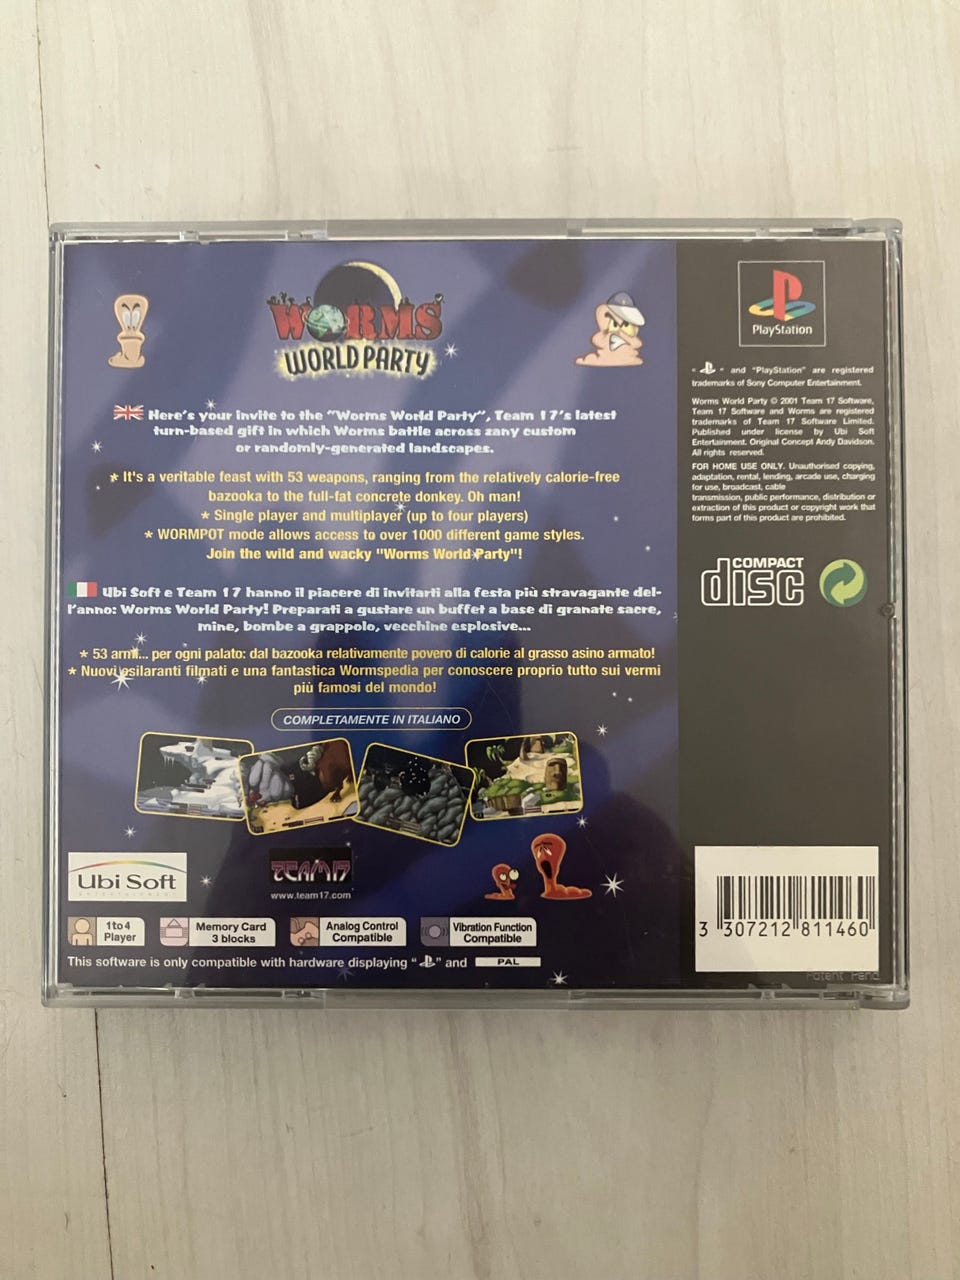 WORMS
WORLD PARTY
Here's your invite to the "Worms World Party", Team 17's latest
turn-based gift in which Worms battle across zany custom
or randomly-generated landscapes.
* It's a veritable feast with 53 weapons, ranging from the relatively calorie-free
bazooka to the full-fat concrete donkey. Oh man!
* Single player and multiplayer (up to four players)
* WORMPOT mode allows access to over 1000 different game styles.
Join the wild and wacky "Worms World Party"!
Ubi Soft e Team 17 hanno il piacere di invitarti alla festa più stravagante del-
l'anno: Worms World Party! Preparati a gustare un buffet a base di granate sacre,
mine, bombe a grappolo, vecchine esplosive...
* 53 armi... per ogni palato: dal bazooka relativamente povero di calorie al grasso asino armato!
* Nuovi esilaranti filmati e una fantastica Wormspedia per conoscere proprio tutto sui vermi
più famosi del mondo!
COMPLETAMENTE IN ITALIANO
Ubi Soft
ENTERTAINMENT
TEAM17
www.team17.com
1 to 4
Player
Memory Card
3 blocks
Analog Control
Compatible
Vibration Function
Compatible
This software is only compatible with hardware displaying " " and PAL
PlayStation
" " and "PlayStation" are registered
trademarks of Sony Computer Entertainment.
Worms World Party © 2001 Team 17 Software,
Team 17 Software and Worms are registered
trademarks of Team 17 Software Limited.
Published under license by Ubi Soft
Entertainment. Original Concept Andy Davidson.
All rights reserved.
FOR HOME USE ONLY. Unauthorised copying,
adaptation, rental, lending, arcade use, charging
for use, broadcast, cable
transmission, public performance, distribution or
extraction of this product or copyright work that
forms part of this product are prohibited.
COMPACT
disc
3 307212 811460
Patent Pend